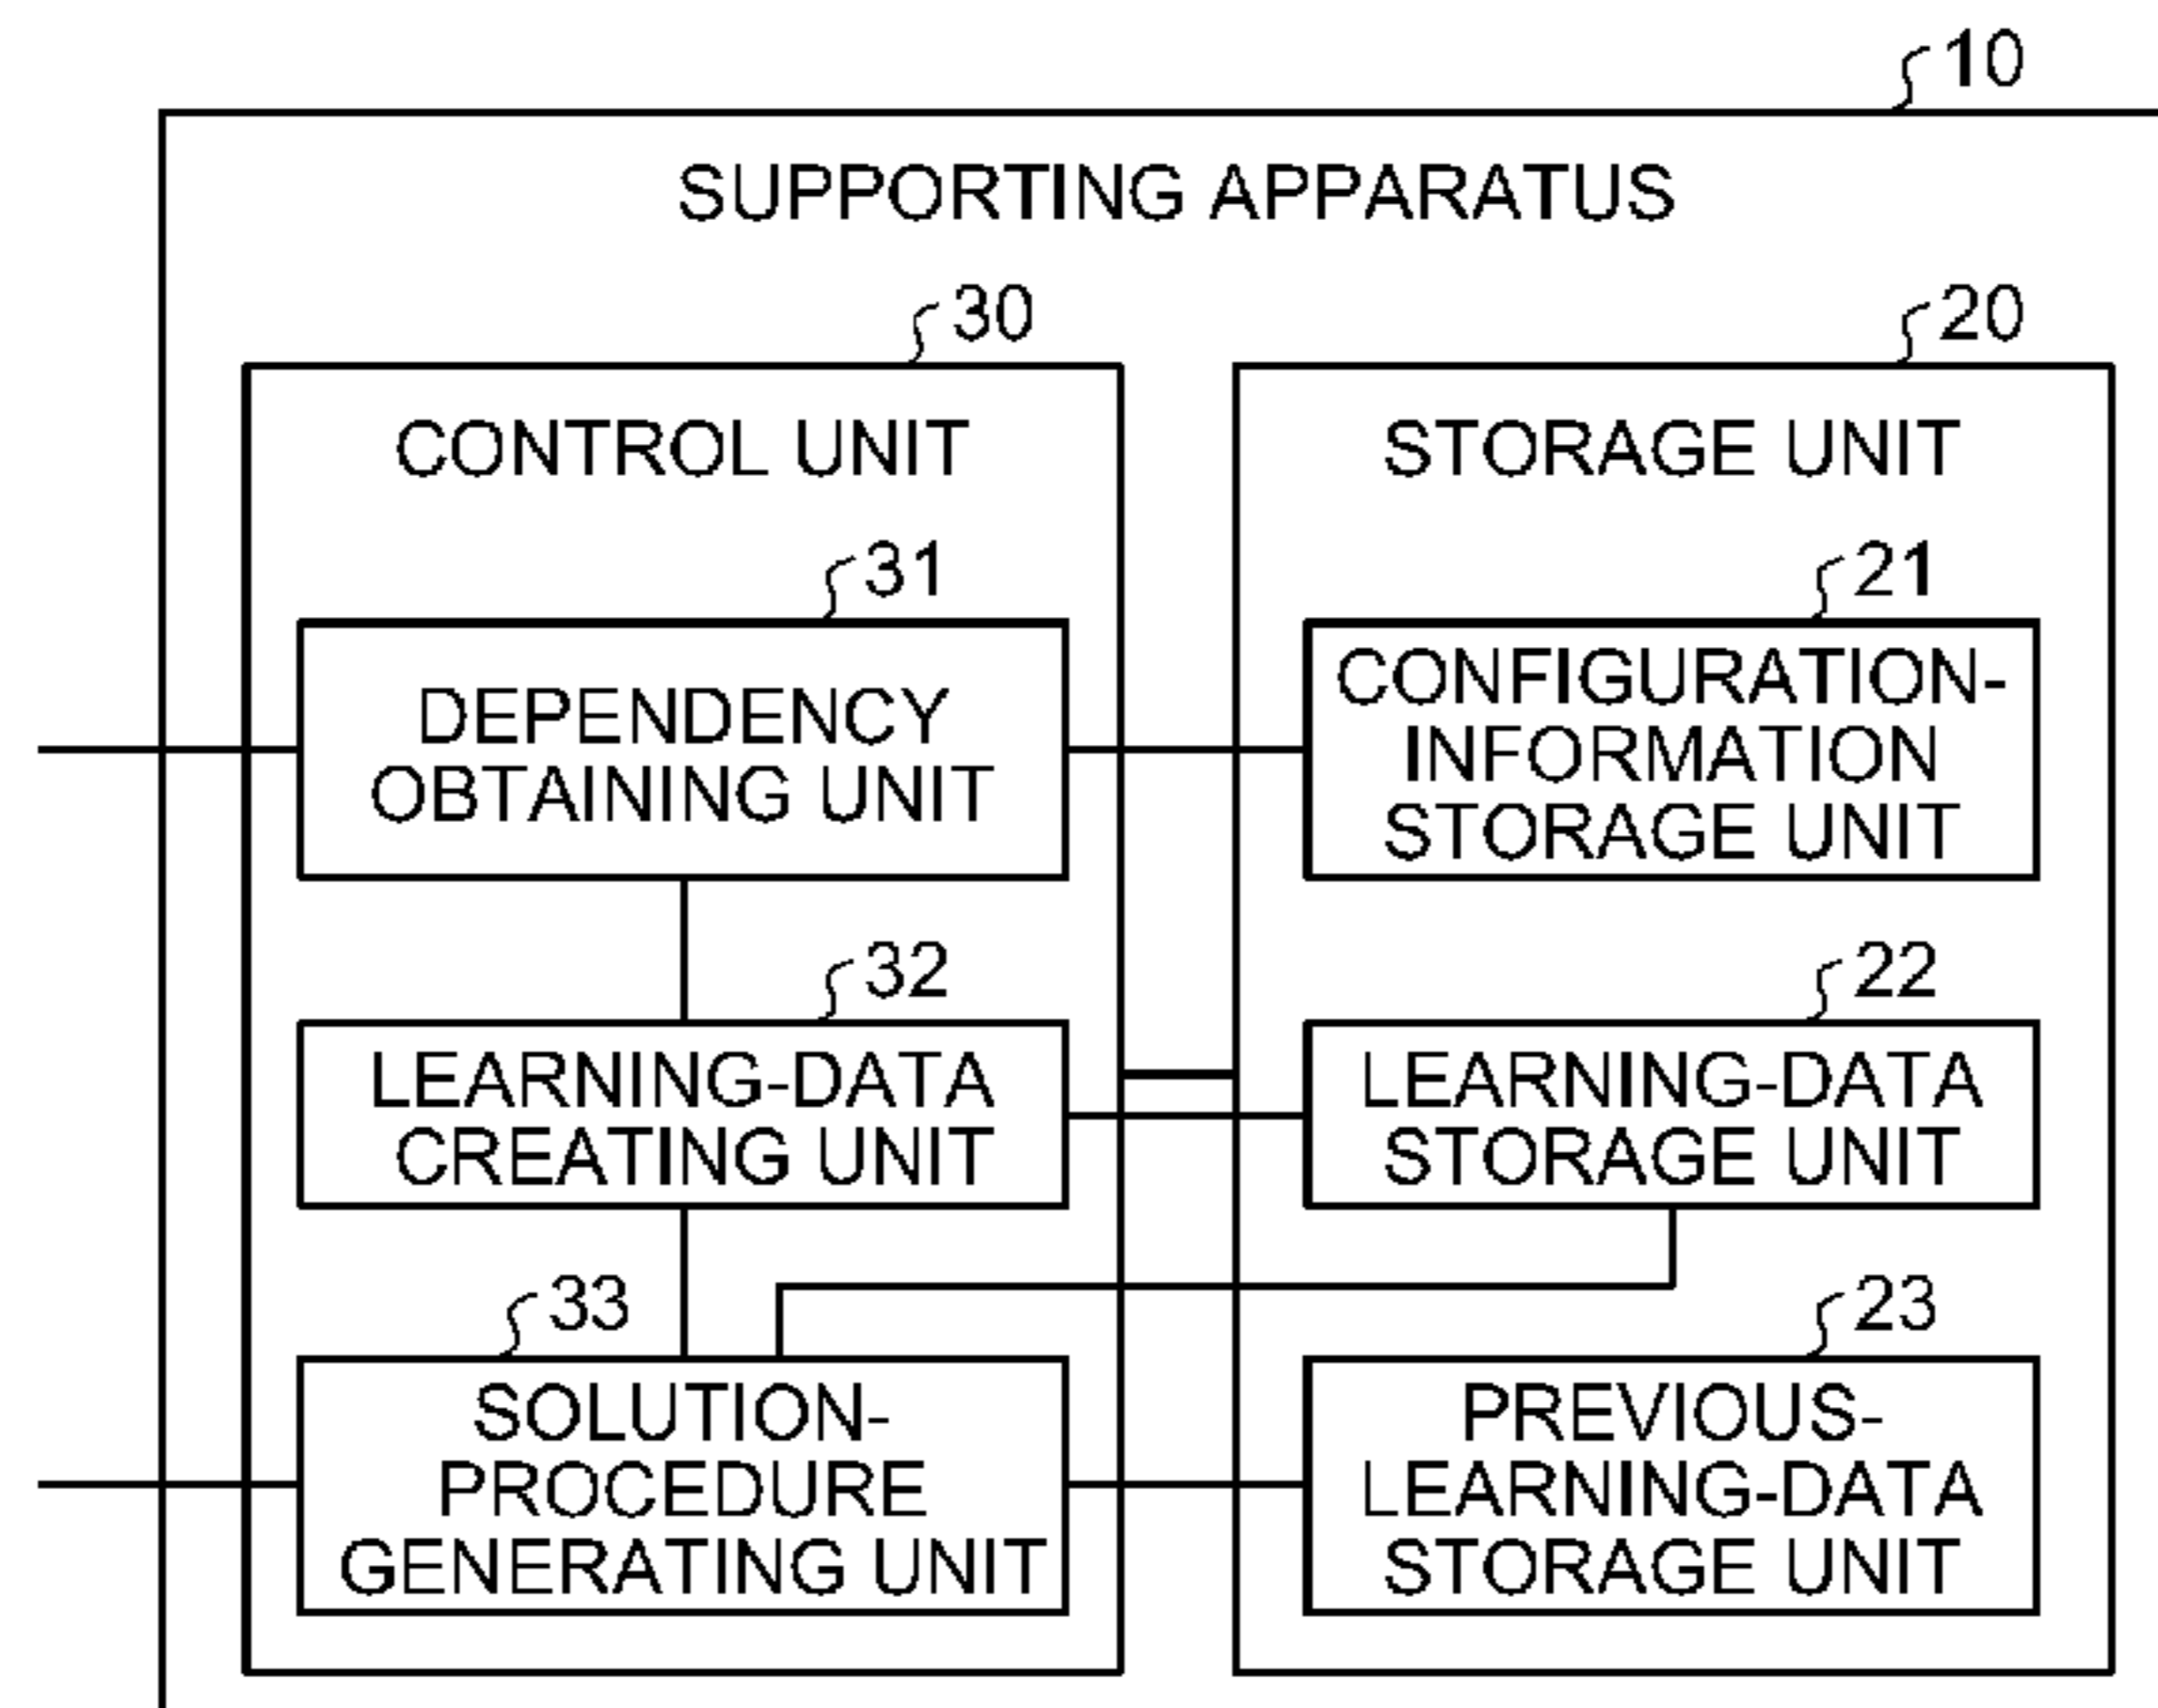 10
SUPPORTING APPARATUS
30
CONTROL UNIT
31
DEPENDENCY
OBTAINING UNIT
32
LEARNING-DATA
CREATING UNIT
33
SOLUTION-
PROCEDURE
GENERATING UNIT
20
STORAGE UNIT
21
CONFIGURATION-
INFORMATION
STORAGE UNIT
22
LEARNING-DATA
STORAGE UNIT
23
PREVIOUS-
LEARNING-DATA
STORAGE UNIT